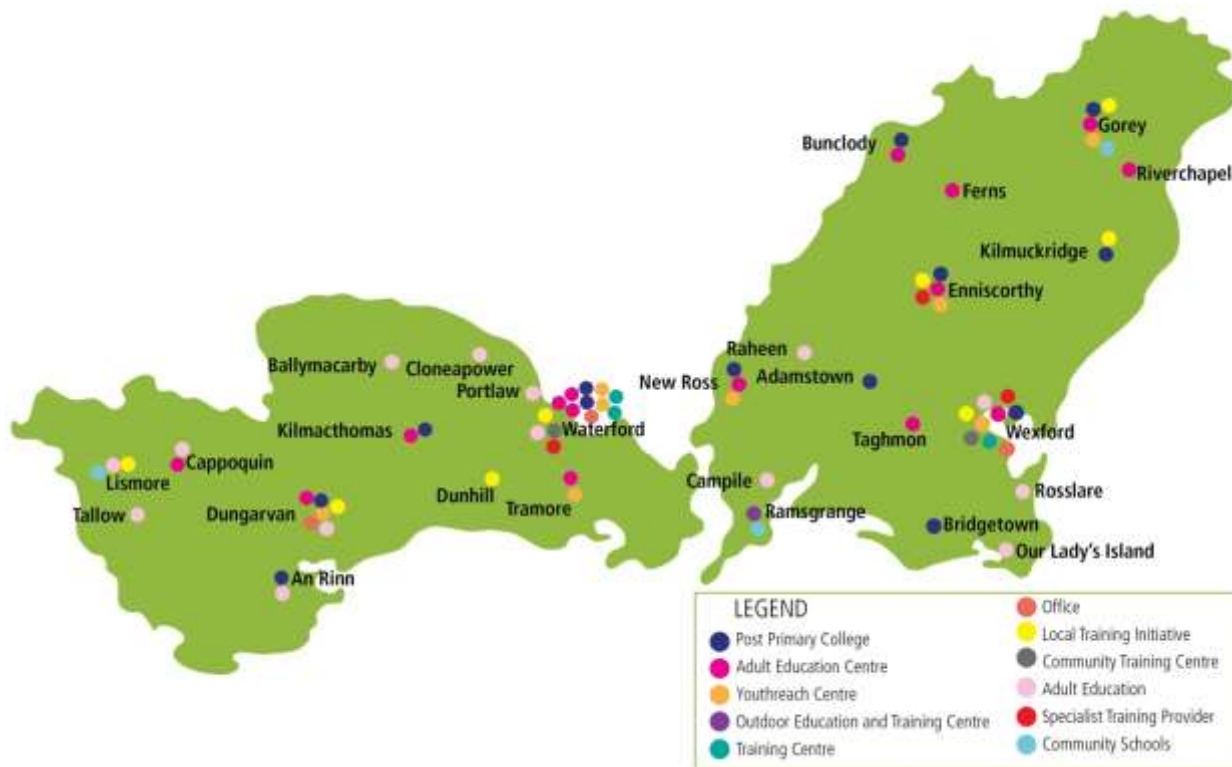 Gorey
Bunclody
Riverchapel
Ferns
Kilmuckridge
Enniscorthy
Raheen
Ballymacarby
Cloneapower
New Ross
Adamstown
Portlaw
Kilmacthomas
Waterford
Taghmon
Wexford
Cappoquin
Lismore
Dunhill
Campile
Rosslare
Tallow
Dungarvan
Tramore
Ramsgrange
Bridgetown
Our Lady's Island
An Rinn
LEGEND
Post Primary College
Adult Education Centre
Youthreach Centre
Outdoor Education and Training Centre
Training Centre
Office
Local Training Initiative
Community Training Centre
Adult Education
Specialist Training Provider
Community Schools